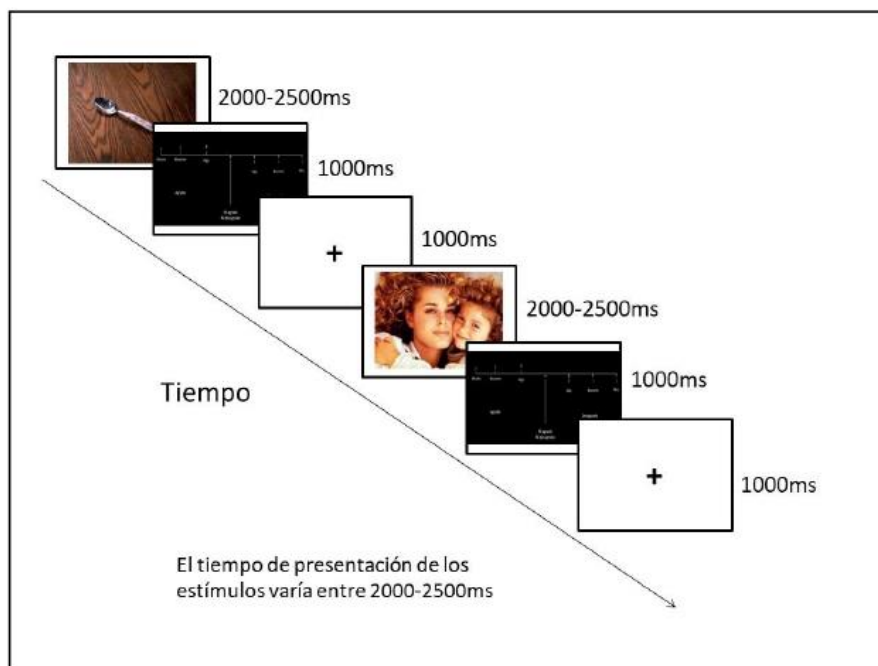 2000-2500ms
1000ms
1000ms
2000-2500ms
1000ms
1000ms
Tiempo
El tiempo de presentación de los
estímulos varía entre 2000-2500ms